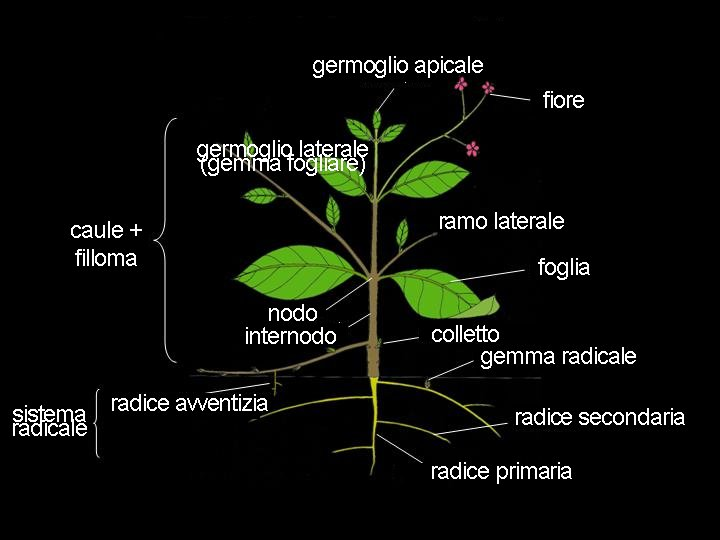 germoglio apicale
fiore
germoglio laterale
(gemma fogliare)
ramo laterale
caule +
filloma
foglia
nodo
internodo
colletto
gemma radicale
radice avventizia
sistema
radicale
radice secondaria
radice primaria